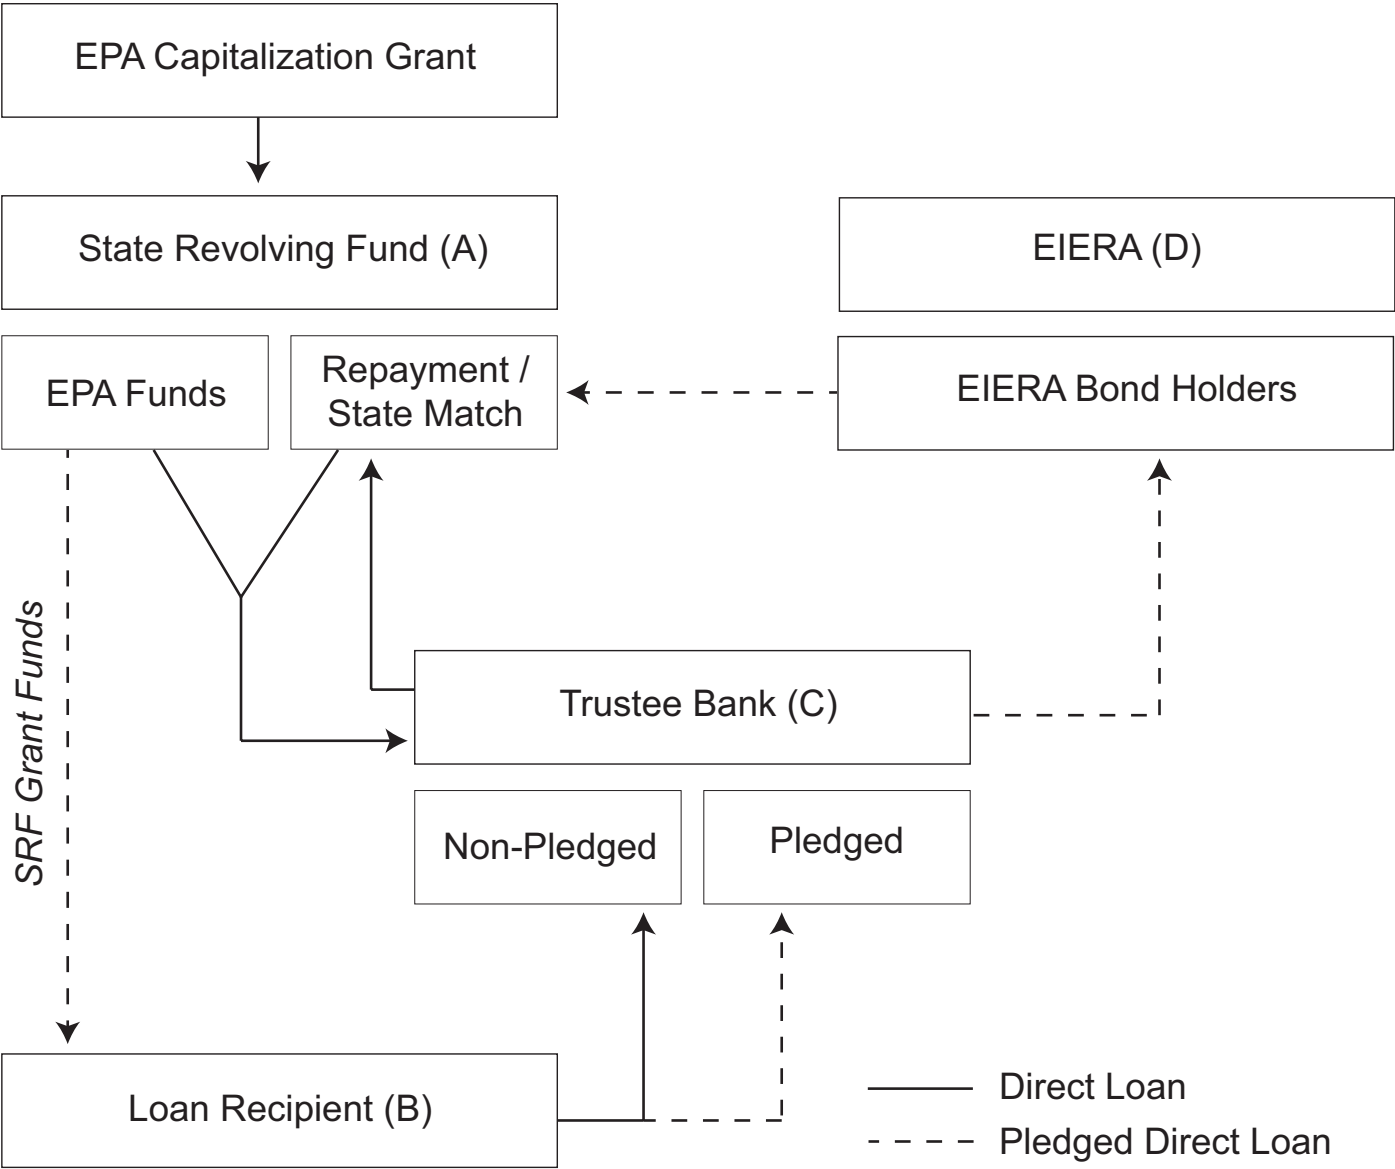 EPA Capitalization Grant
State Revolving Fund (A)
EIERA (D)
EPA Funds
Repayment /
State Match
EIERA Bond Holders
SRF Grant Funds
Trustee Bank (C)
Non-Pledged
Pledged
Loan Recipient (B)
Direct Loan
Pledged Direct Loan